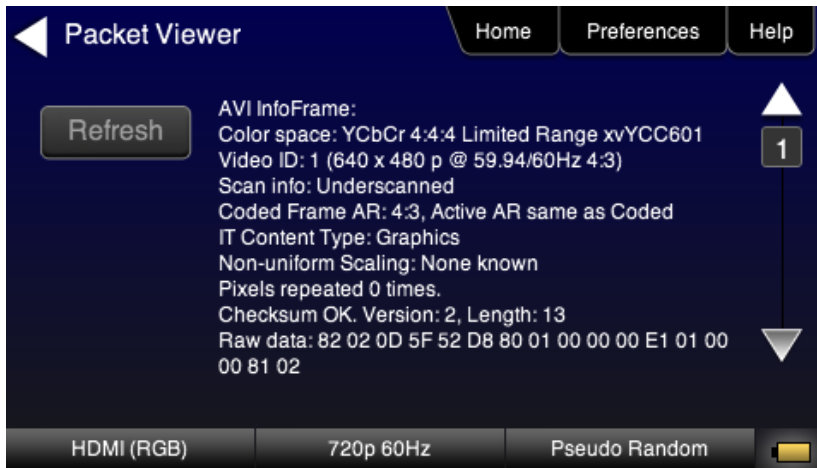 Packet Viewer
Home
Preferences
Help
Refresh
AVI InfoFrame:
Color space: YCbCr 4:4:4 Limited Range xvYCC601
Video ID: 1 (640 x 480 p @ 59.94/60Hz 4:3)
Scan info: Underscanned
Coded Frame AR: 4:3, Active AR same as Coded
IT Content Type: Graphics
Non-uniform Scaling: None known
Pixels repeated 0 times.
Checksum OK. Version: 2, Length: 13
Raw data: 82 02 0D 5F 52 D8 80 01 00 00 00 E1 01 00
00 81 02
1
HDMI (RGB)
720p 60Hz
Pseudo Random